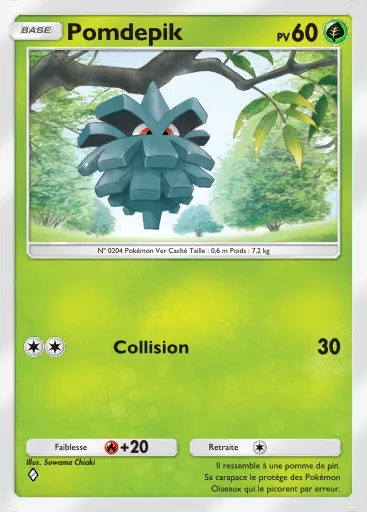 BASE Pomdepik PV 60
N° 0204 Pokémon Ver Caché Taille : 0,6 m Poids : 7,2 kg
Collision 30
Faiblesse +20 Retraite
Illus. Suwama Chiaki
Il ressemble à une pomme de pin.
Sa carapace le protège des Pokémon
Oiseaux qui le picorent par erreur.